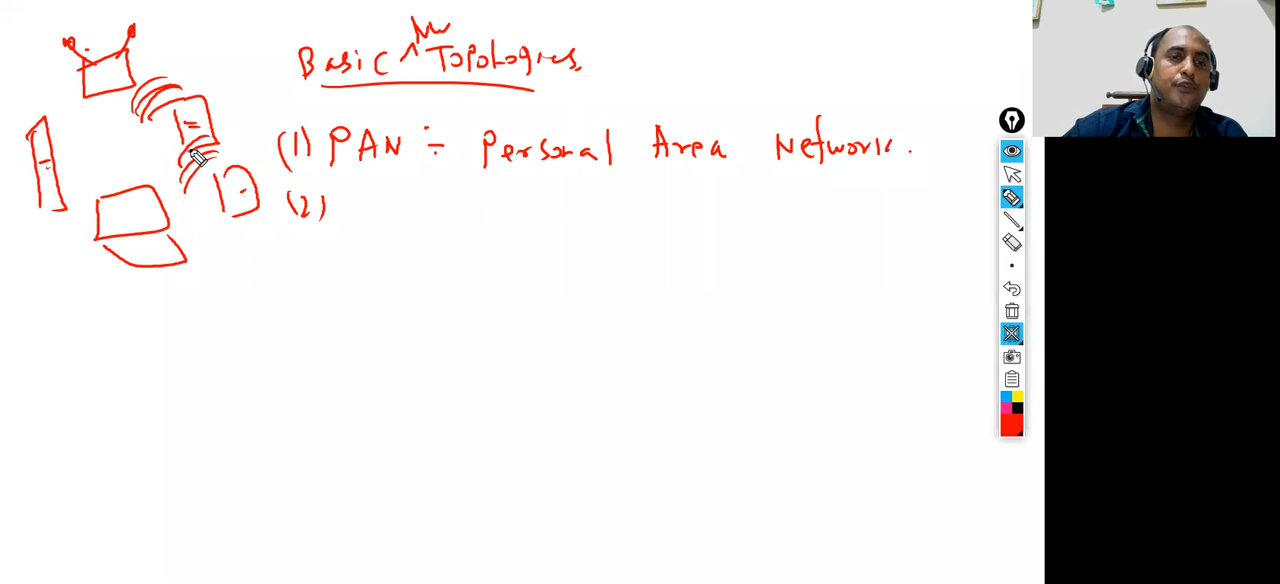 Nw
Basic ^ Topologies.
(1) PAN ÷ Personal Area Network.
(2)